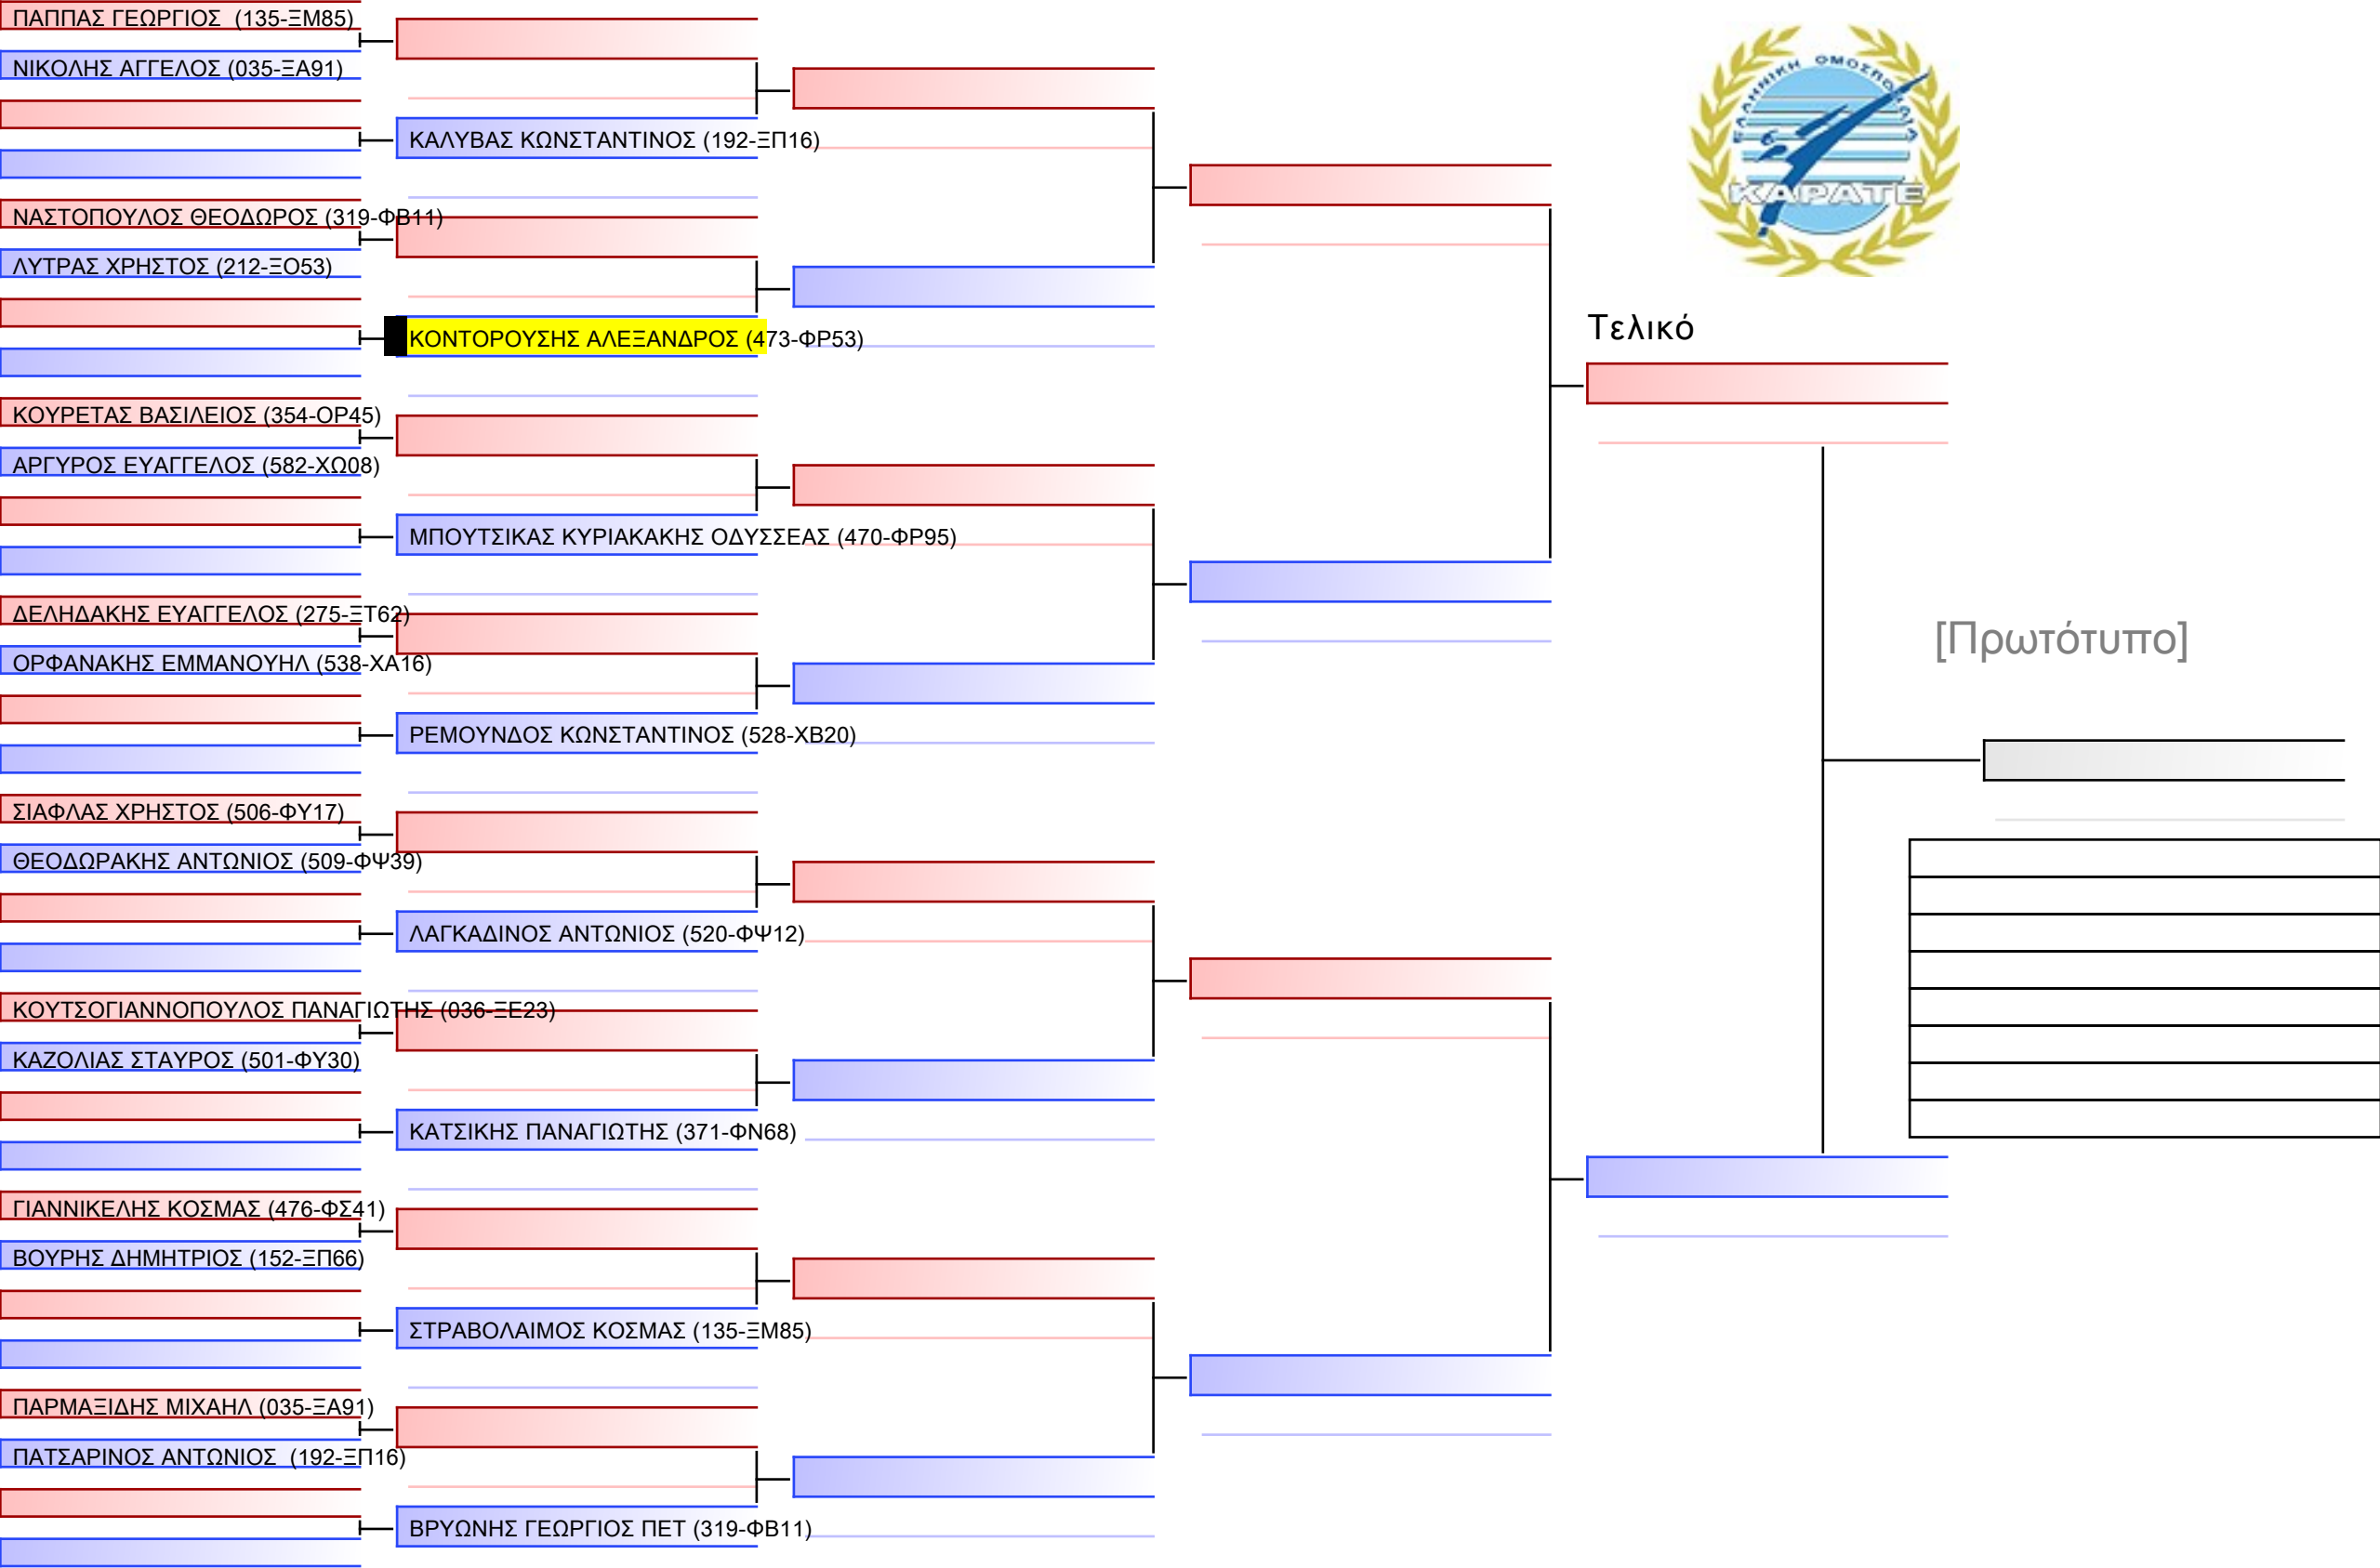 ΠΑΠΠΑΣ ΓΕΩΡΓΙΟΣ (135-ΞΜ85)
ΝΙΚΟΛΗΣ ΑΓΓΕΛΟΣ (035-ΞΑ91)
ΚΑΛΥΒΑΣ ΚΩΝΣΤΑΝΤΙΝΟΣ (192-ΞΠ16)
ΝΑΣΤΟΠΟΥΛΟΣ ΘΕΟΔΩΡΟΣ (319-ΦΒ11)
ΛΥΤΡΑΣ ΧΡΗΣΤΟΣ (212-ΞΟ53)
ΚΟΝΤΟΡΟΥΣΗΣ ΑΛΕΞΑΝΔΡΟΣ (473-ΦΡ53)
ΚΟΥΡΕΤΑΣ ΒΑΣΙΛΕΙΟΣ (354-ΟΡ45)
ΑΡΓΥΡΟΣ ΕΥΑΓΓΕΛΟΣ (582-ΧΩ08)
ΜΠΟΥΤΣΙΚΑΣ ΚΥΡΙΑΚΑΚΗΣ ΟΔΥΣΣΕΑΣ (470-ΦΡ95)
ΔΕΛΗΔΑΚΗΣ ΕΥΑΓΓΕΛΟΣ (275-ΞΤ62)
ΟΡΦΑΝΑΚΗΣ ΕΜΜΑΝΟΥΗΛ (538-ΧΑ16)
ΡΕΜΟΥΝΔΟΣ ΚΩΝΣΤΑΝΤΙΝΟΣ (528-ΧΒ20)
ΣΙΑΦΛΑΣ ΧΡΗΣΤΟΣ (506-ΦΥ17)
ΘΕΟΔΩΡΑΚΗΣ ΑΝΤΩΝΙΟΣ (509-ΦΨ39)
ΛΑΓΚΑΔΙΝΟΣ ΑΝΤΩΝΙΟΣ (520-ΦΨ12)
ΚΟΥΤΣΟΓΙΑΝΝΟΠΟΥΛΟΣ ΠΑΝΑΓΙΩΤΗΣ (036-ΞΕ23)
ΚΑΖΟΛΙΑΣ ΣΤΑΥΡΟΣ (501-ΦΥ30)
ΚΑΤΣΙΚΗΣ ΠΑΝΑΓΙΩΤΗΣ (371-ΦΝ68)
ΓΙΑΝΝΙΚΕΛΗΣ ΚΟΣΜΑΣ (476-ΦΣ41)
ΒΟΥΡΗΣ ΔΗΜΗΤΡΙΟΣ (152-ΞΠ66)
ΣΤΡΑΒΟΛΑΙΜΟΣ ΚΟΣΜΑΣ (135-ΞΜ85)
ΠΑΡΜΑΞΙΔΗΣ ΜΙΧΑΗΛ (035-ΞΑ91)
ΠΑΤΣΑΡΙΝΟΣ ΑΝΤΩΝΙΟΣ (192-ΞΠ16)
ΒΡΥΩΝΗΣ ΓΕΩΡΓΙΟΣ ΠΕΤ (319-ΦΒ11)
ΕΛΛΗΝΙΚΗ ΟΜΟΣΠΟΝΔΙΑ
ΚΑΡΑΤΕ
Τελικό
[Πρωτότυπο]